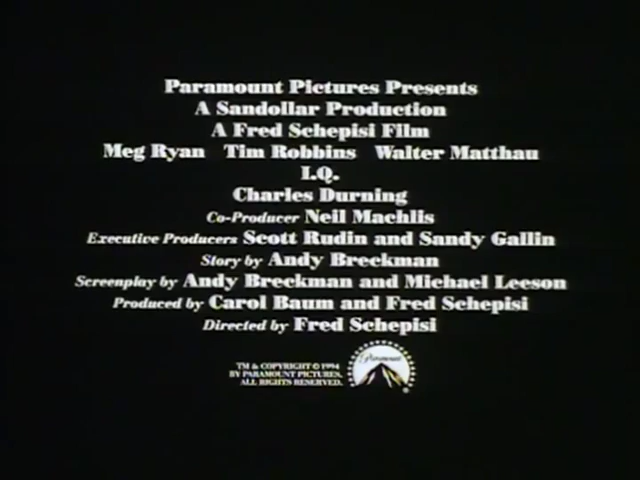 Paramount Pictures Presents
A Sandollar Production
A Fred Schepisi Film
Meg Ryan Tim Robbins Walter Matthau
I.Q.
Charles Durning
Co-Producer Neil Machlis
Executive Producers Scott Rudin and Sandy Gallin
Story by Andy Breckman
Screenplay by Andy Breckman and Michael Leeson
Produced by Carol Baum and Fred Schepisi
Directed by Fred Schepisi
TM & COPYRIGHT © 1994
BY PARAMOUNT PICTURES.
ALL RIGHTS RESERVED.
Paramount